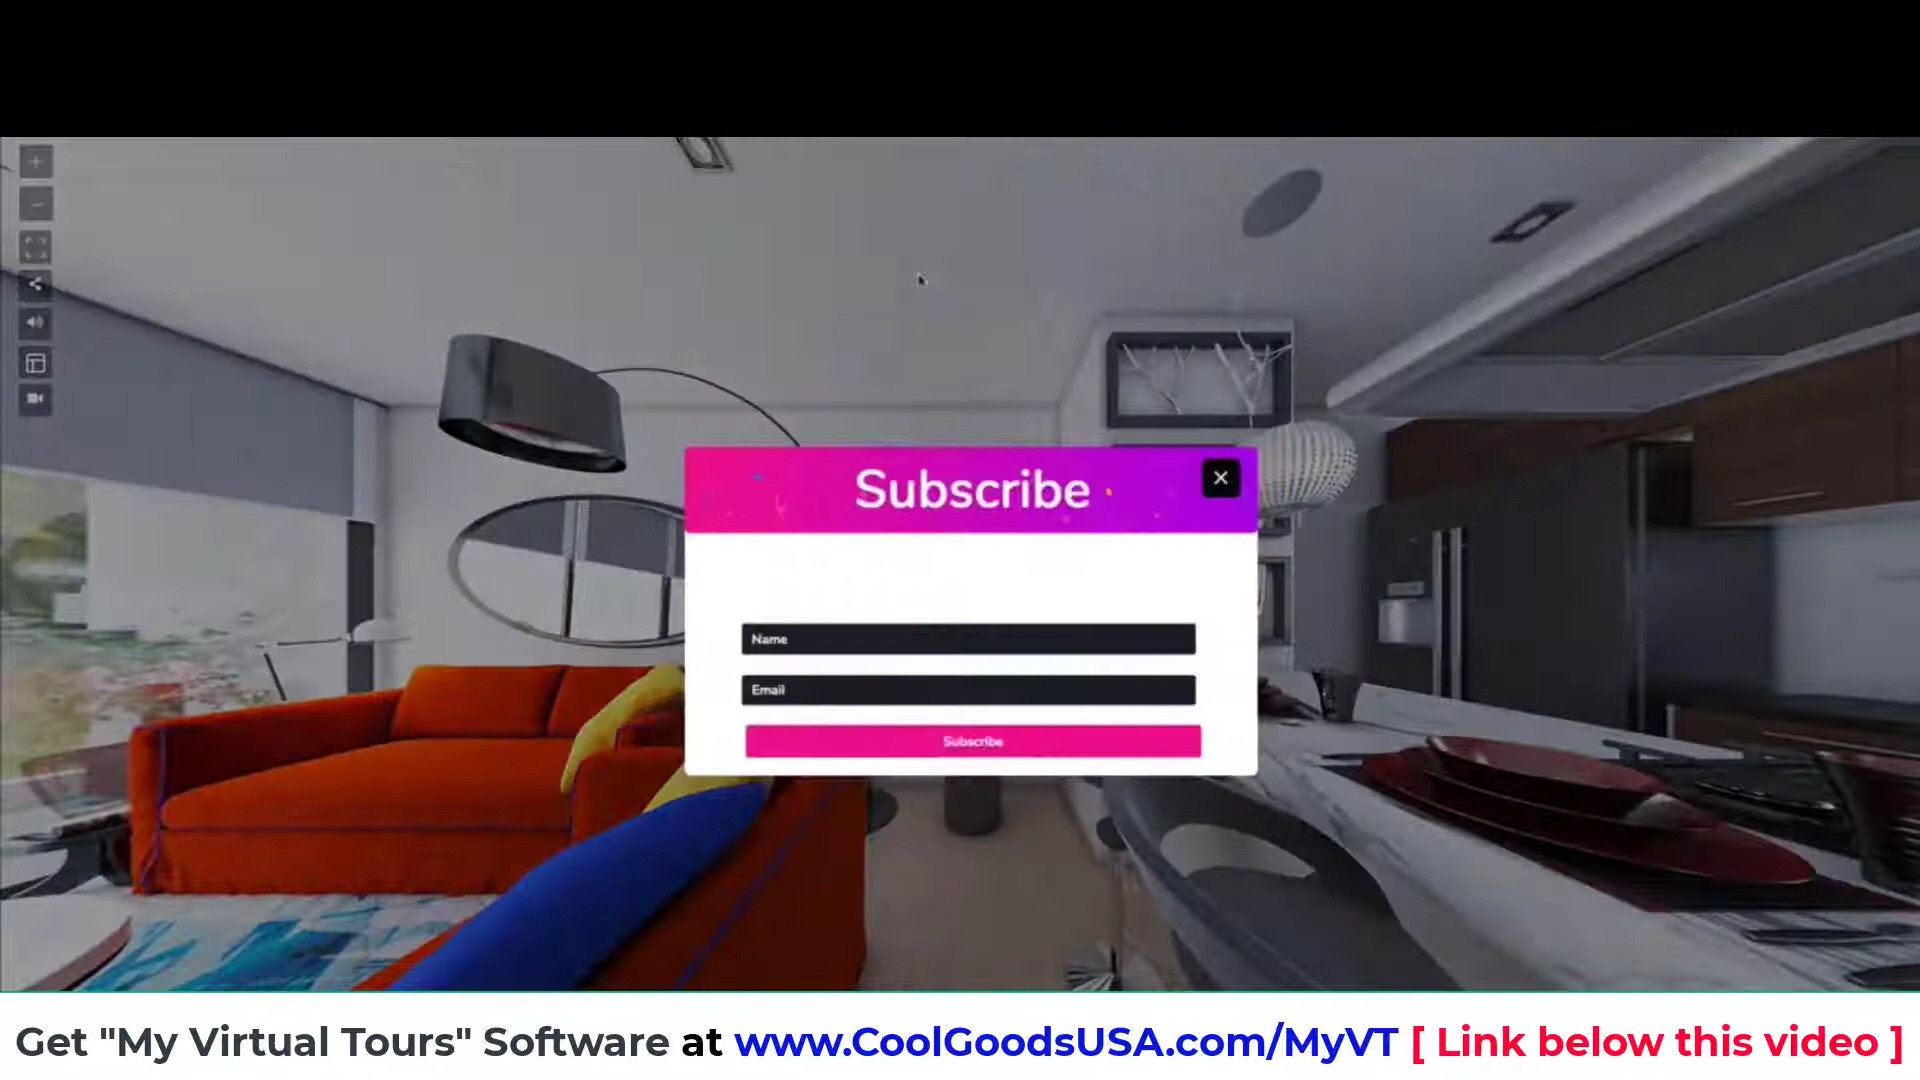 Subscribe
Name
Email
Subscribe
Get "My Virtual Tours" Software at www.CoolGoodsUSA.com/MyVT [ Link below this video ]